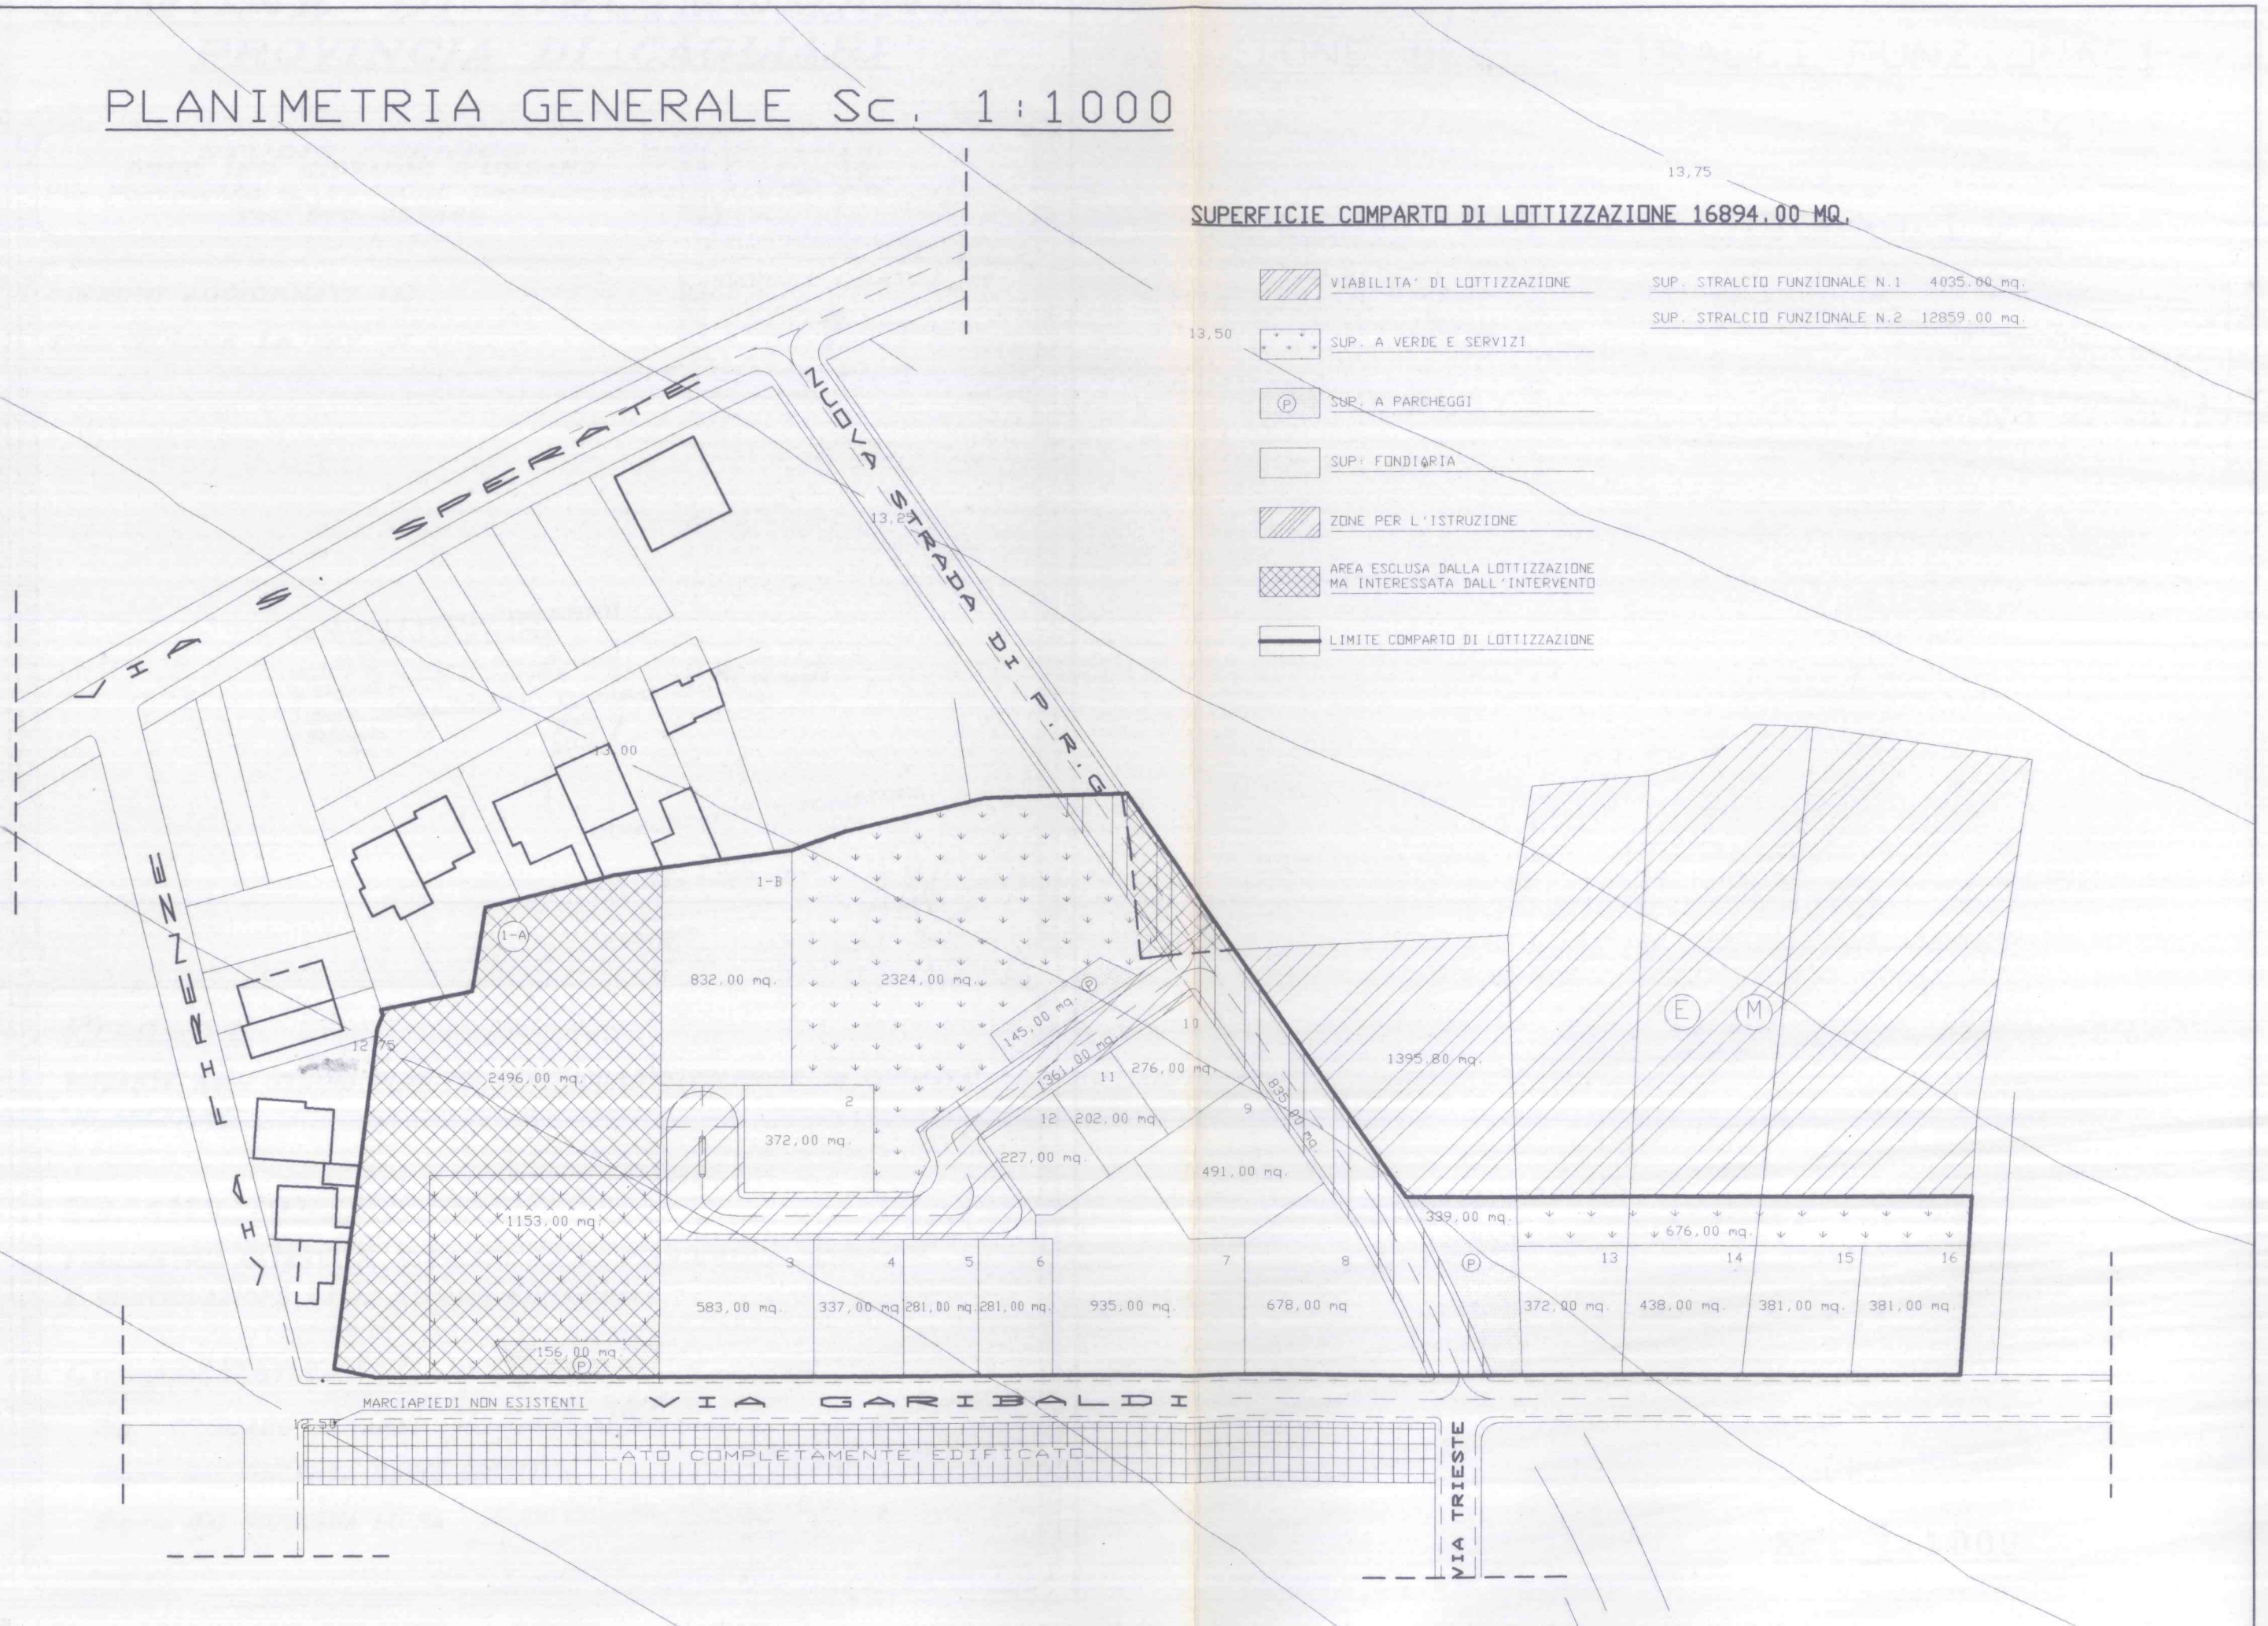 PLANIMETRIA GENERALE Sc. 1:1000
13,75
SUPERFICIE COMPARTO DI LOTTIZZAZIONE 16894.00 MQ.
VIABILITA' DI LOTTIZZAZIONE
SUP. STRALCIO FUNZIONALE N.1 4035.00 mq.
SUP. STRALCIO FUNZIONALE N.2 12859.00 mq.
13,50
SUP. A VERDE E SERVIZI
P
SUP. A PARCHEGGI
SUP. FONDIARIA
ZONE PER L'ISTRUZIONE
AREA ESCLUSA DALLA LOTTIZZAZIONE
MA INTERESSATA DALL'INTERVENTO
LIMITE COMPARTO DI LOTTIZZAZIONE
VIA S SPERATE
NUOVA STRADA DI P.R.G
13,25
13,00
VIA FIRENZE
1-B
1-A
832,00 mq.
2324,00 mq.
P
145,00 mq.
10
E
M
12,75
2496,00 mq.
1361,00 mq
11
276,00 mq.
1395,80 mq.
2
372,00 mq.
12
202,00 mq.
9
835,00 mq
227,00 mq.
491,00 mq.
1153,00 mq.
339,00 mq.
676,00 mq.
3
4
5
6
7
8
P
13
14
15
16
583,00 mq.
337,00 mq
281,00 mq.
281,00 mq.
935,00 mq.
678,00 mq
372,00 mq.
438,00 mq.
381,00 mq.
381,00 mq.
156,00 mq.
P
MARCIAPIEDI NON ESISTENTI
VIA GARIBALDI
12,50
LATO COMPLETAMENTE EDIFICATO
VIA TRIESTE